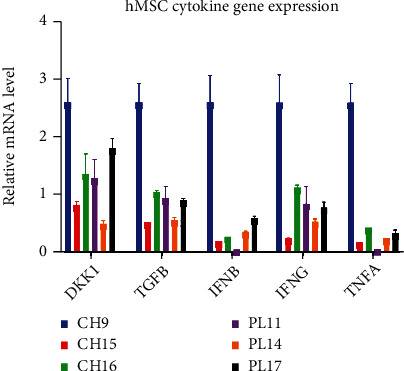 hMSC cytokine gene expression
Relative mRNA level
4
3
2
1
0
DKK1
TGFB
IFNB
IFNG
TNFA
CH9
CH15
CH16
PL11
PL14
PL17